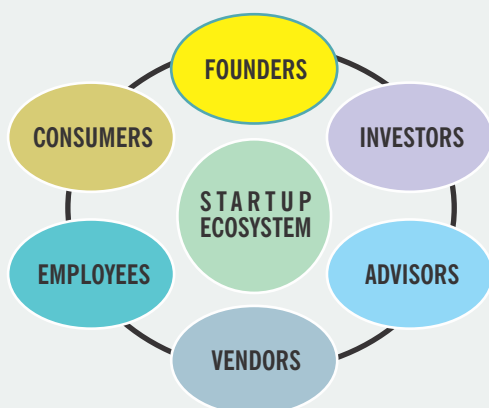 FOUNDERS
CONSUMERS
INVESTORS
STARTUP
ECOSYSTEM
EMPLOYEES
ADVISORS
VENDORS